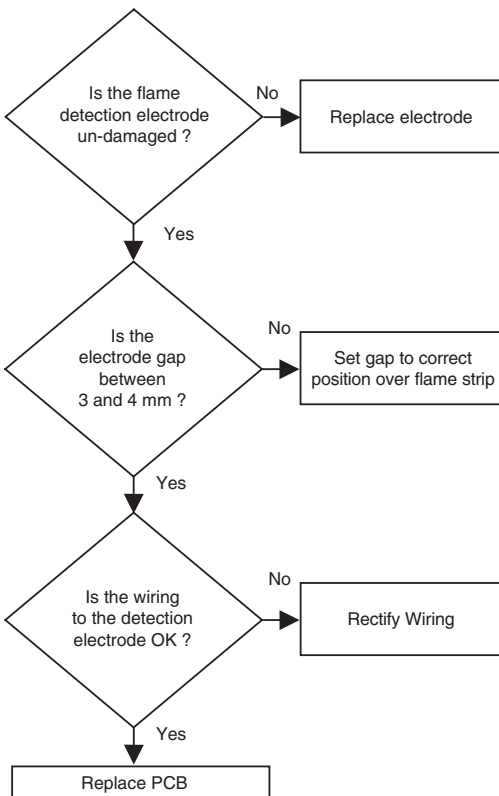 Is the flame
detection electrode
un-damaged ?
No
Replace electrode
Yes
Is the
electrode gap
between
3 and 4 mm ?
No
Set gap to correct
position over flame strip
Yes
Is the wiring
to the detection
electrode OK ?
No
Rectify Wiring
Yes
Replace PCB